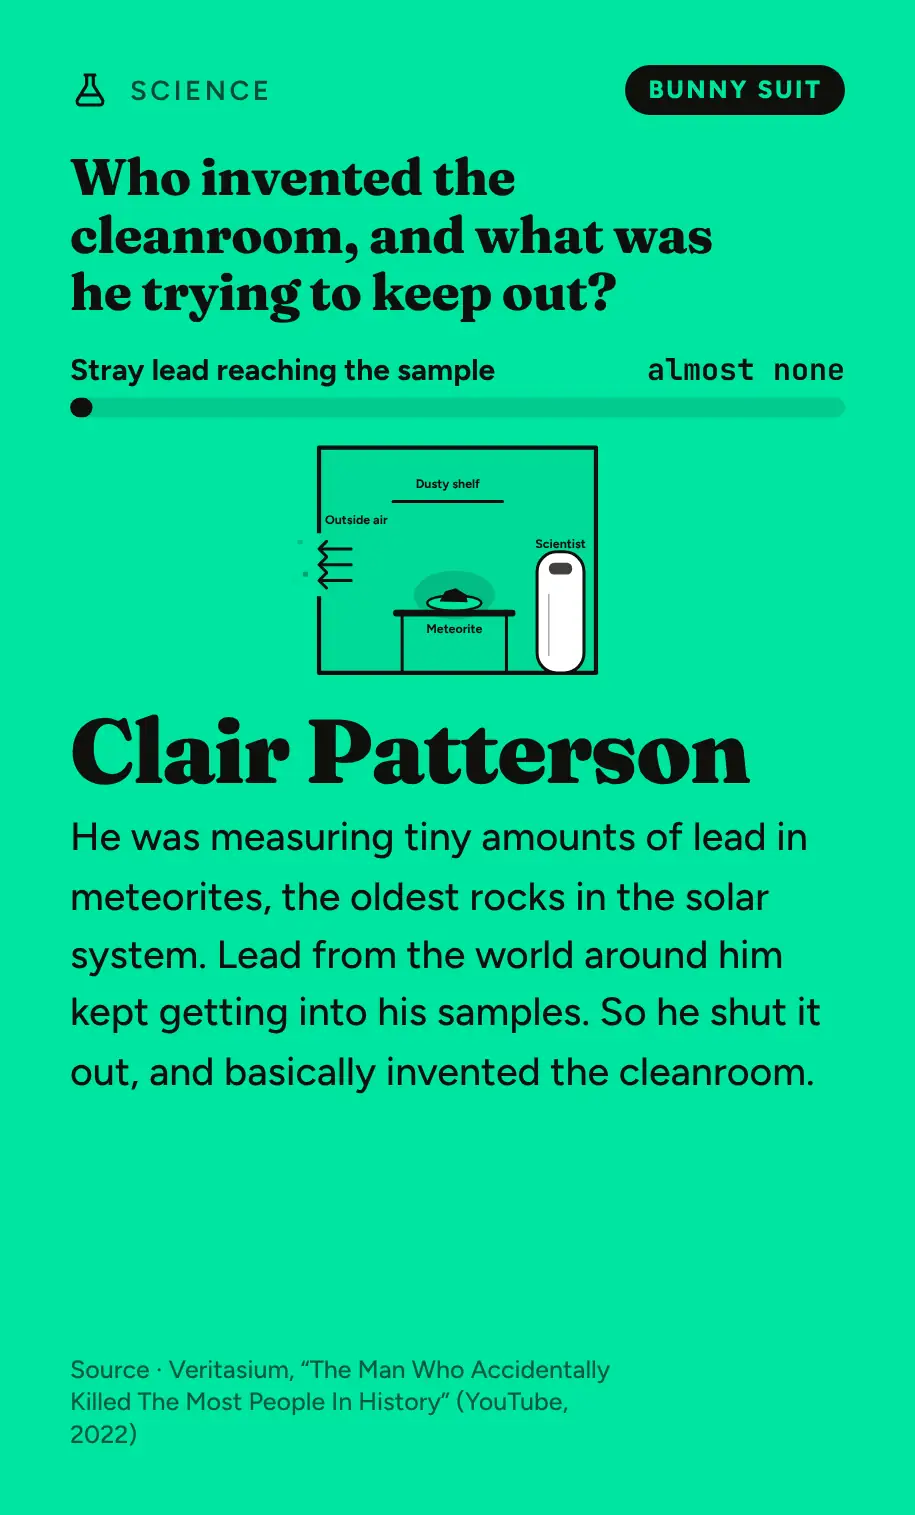 SCIENCE
BUNNY SUIT
Who invented the
cleanroom, and what was
he trying to keep out?
Stray lead reaching the sample
almost none
Dusty shelf
Outside air
Scientist
Meteorite
Clair Patterson
He was measuring tiny amounts of lead in
meteorites, the oldest rocks in the solar
system. Lead from the world around him
kept getting into his samples. So he shut it
out, and basically invented the cleanroom.
Source · Veritasium, “The Man Who Accidentally
Killed The Most People In History” (YouTube,
2022)